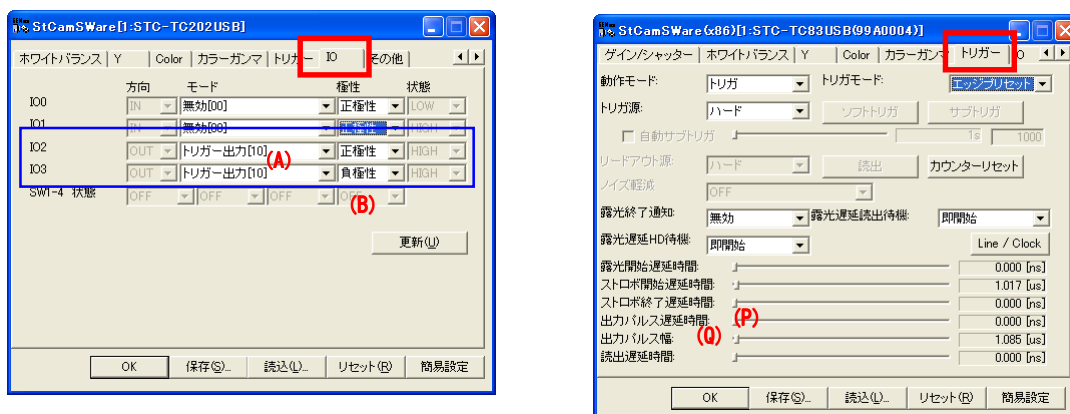 StCamSWare[1:STC-TC202USB]
ホワイトバランス Y Color カラーガンマ トリガー IO その他
方向 モード 極性 状態
IO0 IN 無効[00] 正極性 LOW
IO1 IN 無効[00] 正極性 HIGH
IO2 OUT トリガー出力[10] 正極性 HIGH
(A)
IO3 OUT トリガー出力[10] 負極性 HIGH
SW1-4 状態 OFF OFF OFF OFF
(B)
更新(U)
OK 保存(S)... 読込(L)... リセット(R) 簡易設定
StCamSWare(x86)[1:STC-TC83USB(99A0004)]
ゲイン/シャッター ホワイトバランス Y Color カラーガンマ トリガー IO
動作モード: トリガ トリガモード: エッジプリセット
トリガ源: ハード ソフトトリガ サブトリガ
自動サブトリガ 1s 1000
リードアウト源: ハード 読出 カウンターリセット
ノイズ軽減 OFF
露光終了通知: 無効 露光遅延読出待機: 即開始
露光遅延HD待機: 即開始 Line / Clock
露光開始遅延時間: 0.000 [ns]
ストロボ開始遅延時間: 1.017 [us]
ストロボ終了遅延時間: 0.000 [ns]
出力パルス遅延時間: (P) 0.000 [ns]
出力パルス幅: (Q) 1.085 [us]
読出遅延時間: 0.000 [ns]
OK 保存(S)... 読込(L)... リセット(R) 簡易設定